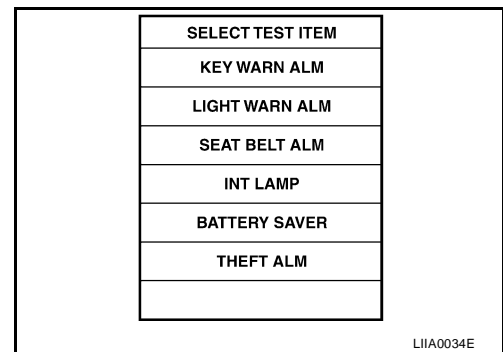 SELECT TEST ITEM
KEY WARN ALM
LIGHT WARN ALM
SEAT BELT ALM
INT LAMP
BATTERY SAVER
THEFT ALM
LIIA0034E